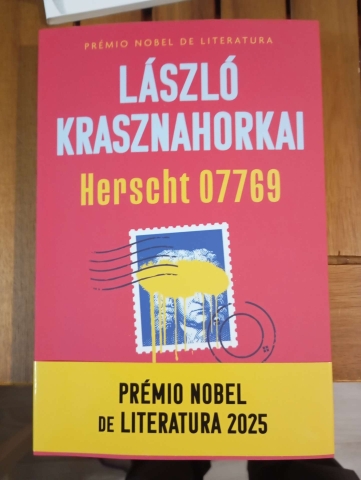 PRÉMIO NOBEL DE LITERATURA
LÁSZLÓ
KRASZNAHORKAI
Herscht 07769
PRÉMIO NOBEL
DE LITERATURA 2025